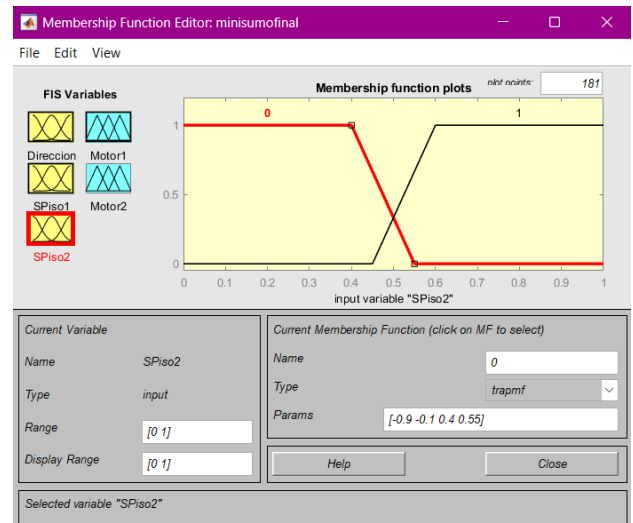 Membership Function Editor: minisumofinal
File Edit View
FIS Variables
Direccion Motor1
SPiso1 Motor2
SPiso2
Membership function plots
plot points: 181
0 1
1
0.5
0
0 0.1 0.2 0.3 0.4 0.5 0.6 0.7 0.8 0.9 1
input variable "SPiso2"
Current Variable
Name SPiso2
Type input
Range [0 1]
Display Range [0 1]
Current Membership Function (click on MF to select)
Name 0
Type trapmf
Params [-0.9 -0.1 0.4 0.55]
Help Close
Selected variable "SPiso2"